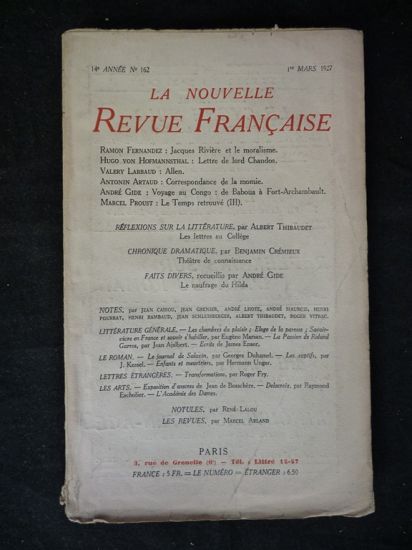 14e ANNÉE No 162 1er MARS 1927
LA NOUVELLE
REVUE FRANÇAISE
RAMON FERNANDEZ : Jacques Rivière et le moralisme.
HUGO VON HOFMANNSTHAL : Lettre de lord Chandos.
VALERY LARBAUD : Allen.
ANTONIN ARTAUD : Correspondance de la momie.
ANDRÉ GIDE : Voyage au Congo : de Baboua à Fort-Archambault.
MARCEL PROUST : Le Temps retrouvé (III).
RÉFLEXIONS SUR LA LITTÉRATURE, par ALBERT THIBAUDET
Les lettres au Collège
CHRONIQUE DRAMATIQUE, par BENJAMIN CRÉMIEUX
Théâtre de connaissance
FAITS DIVERS, recueillis par ANDRÉ GIDE
Le naufrage du Hilda
NOTES, par JEAN CASSOU, JEAN GRENIER, ANDRÉ LHOTE, ANDRÉ MAUROIS, HENRI
POURRAT, HENRI RAMBAUD, JEAN SCHLUMBERGER, ALBERT THIBAUDET, ROGER VITRAC.
LITTÉRATURE GÉNÉRALE. — Les chambres du plaisir ; Eloge de la paresse ; Savoir-
vivre en France et savoir s'habiller, par Eugène Marsan. — La Passion de Roland
Garros, par Jean Ajalbert. — Ecrits de James Ensor.
LE ROMAN. — Le journal de Salavin, par Georges Duhamel. — Les captifs, par
J. Kessel. — Enfants et meurtriers, par Hermann Ungar.
LETTRES ÉTRANGÈRES. — Transformations, par Roger Fry.
LES ARTS. — Exposition d'œuvres de Jean de Bosschère. — Delacroix, par Raymond
Escholier. — L'Académie des Dames.
NOTULES, par RENÉ LALOU
LES REVUES, par MARCEL ARLAND
PARIS
3, rue de Grenelle (6e) — Tél. : Littré 12-27
FRANCE : 5 FR. — LE NUMÉRO — ÉTRANGER : 6.50